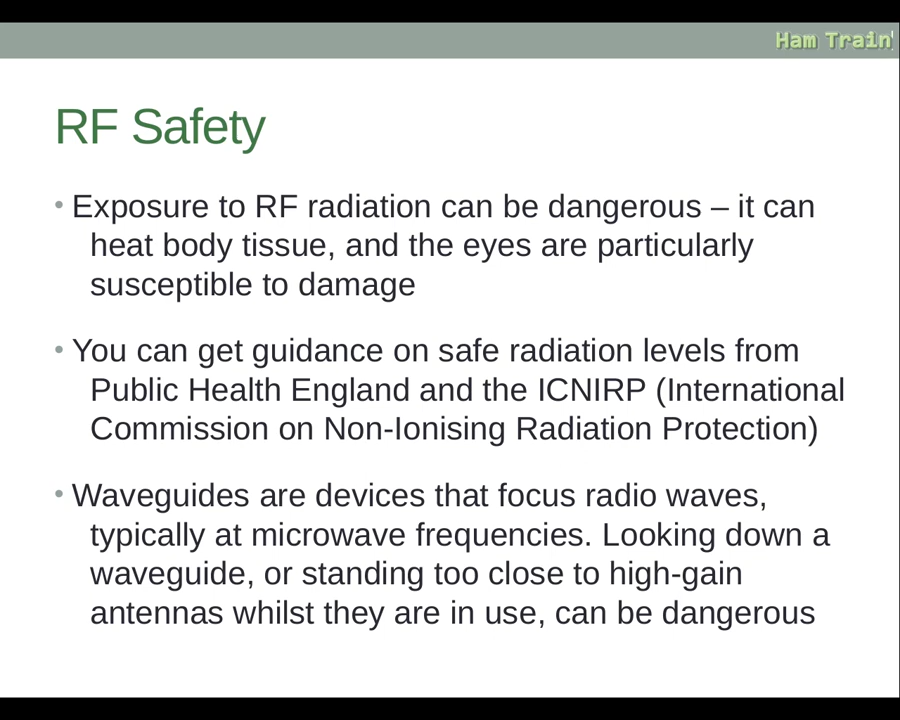 Ham Train
RF Safety
• Exposure to RF radiation can be dangerous – it can
heat body tissue, and the eyes are particularly
susceptible to damage
• You can get guidance on safe radiation levels from
Public Health England and the ICNIRP (International
Commission on Non-Ionising Radiation Protection)
• Waveguides are devices that focus radio waves,
typically at microwave frequencies. Looking down a
waveguide, or standing too close to high-gain
antennas whilst they are in use, can be dangerous